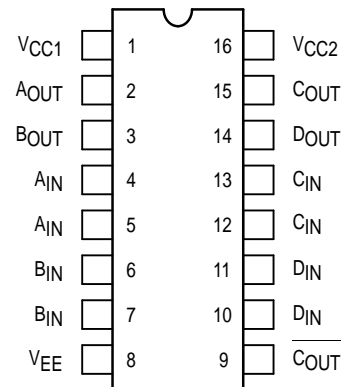 VCC1 1 16 VCC2
AOUT 2 15 COUT
BOUT 3 14 DOUT
AIN 4 13 CIN
AIN 5 12 CIN
BIN 6 11 DIN
BIN 7 10 DIN
VEE 8 9 C̅O̅U̅T̅